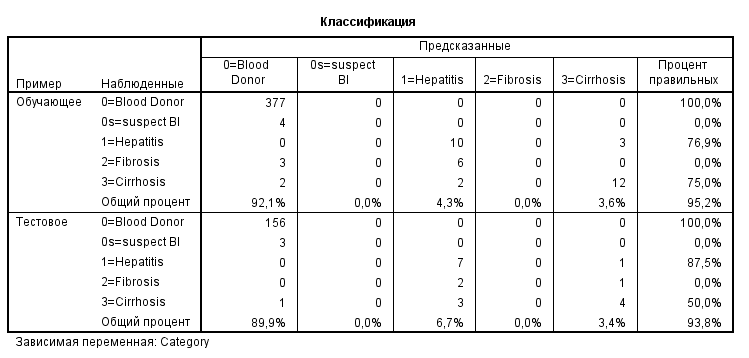 Классификация
Предсказанные
Пример Наблюденные 0=Blood Donor 0s=suspect Bl 1=Hepatitis 2=Fibrosis 3=Cirrhosis Процент правильных
Обучающее 0=Blood Donor 377 0 0 0 0 100,0%
0s=suspect Bl 4 0 0 0 0 0,0%
1=Hepatitis 0 0 10 0 3 76,9%
2=Fibrosis 3 0 6 0 0 0,0%
3=Cirrhosis 2 0 2 0 12 75,0%
Общий процент 92,1% 0,0% 4,3% 0,0% 3,6% 95,2%
Тестовое 0=Blood Donor 156 0 0 0 0 100,0%
0s=suspect Bl 3 0 0 0 0 0,0%
1=Hepatitis 0 0 7 0 1 87,5%
2=Fibrosis 0 0 2 0 1 0,0%
3=Cirrhosis 1 0 3 0 4 50,0%
Общий процент 89,9% 0,0% 6,7% 0,0% 3,4% 93,8%
Зависимая переменная: Category